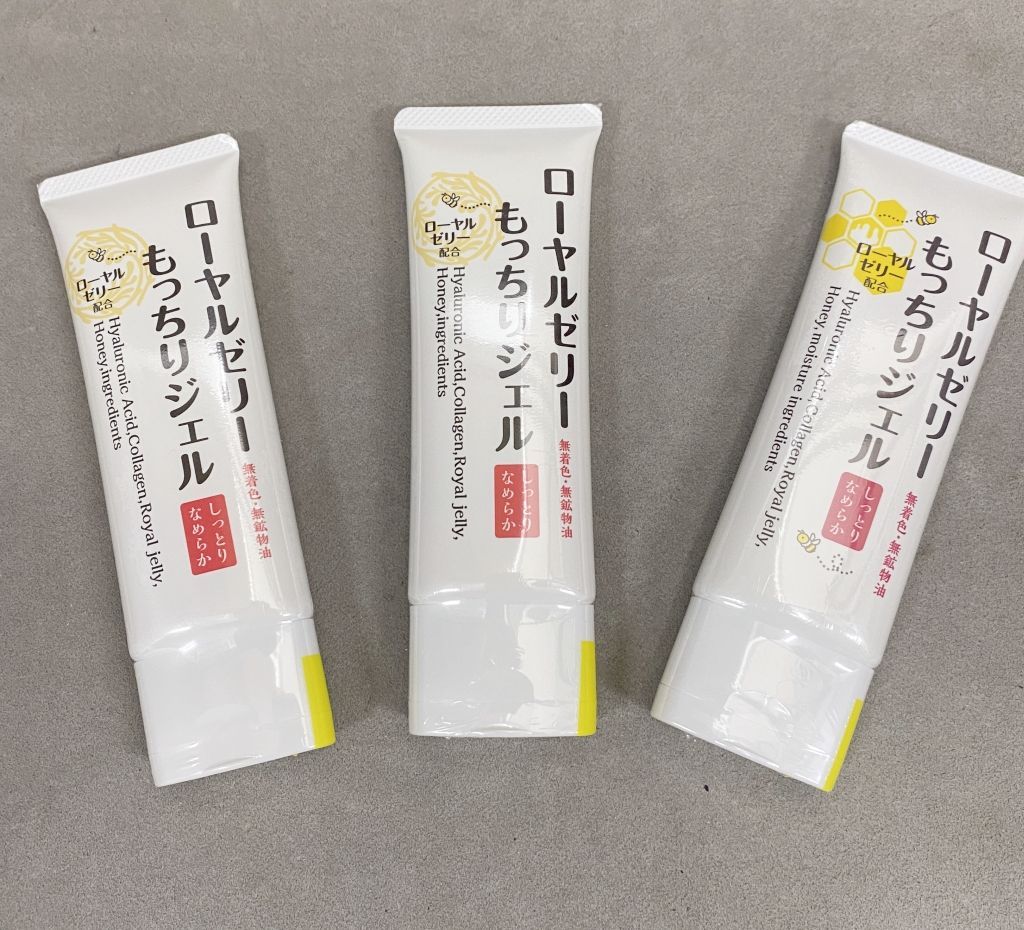 ローヤルゼリー
もっちりジェル
ローヤル
ゼリー
配合
Hyaluronic Acid,Collagen,Royal jelly,
Honey,ingredients
無着色・無鉱物油
しっとり
なめらか
ローヤルゼリー
もっちりジェル
ローヤル
ゼリー
配合
Hyaluronic Acid,Collagen,Royal jelly,
Honey,ingredients
無着色・無鉱物油
しっとり
なめらか
ローヤルゼリー
もっちりジェル
ローヤル
ゼリー
配合
Hyaluronic Acid,Collagen,Royal jelly,
Honey,moisture ingredients
無着色・無鉱物油
しっとり
なめらか